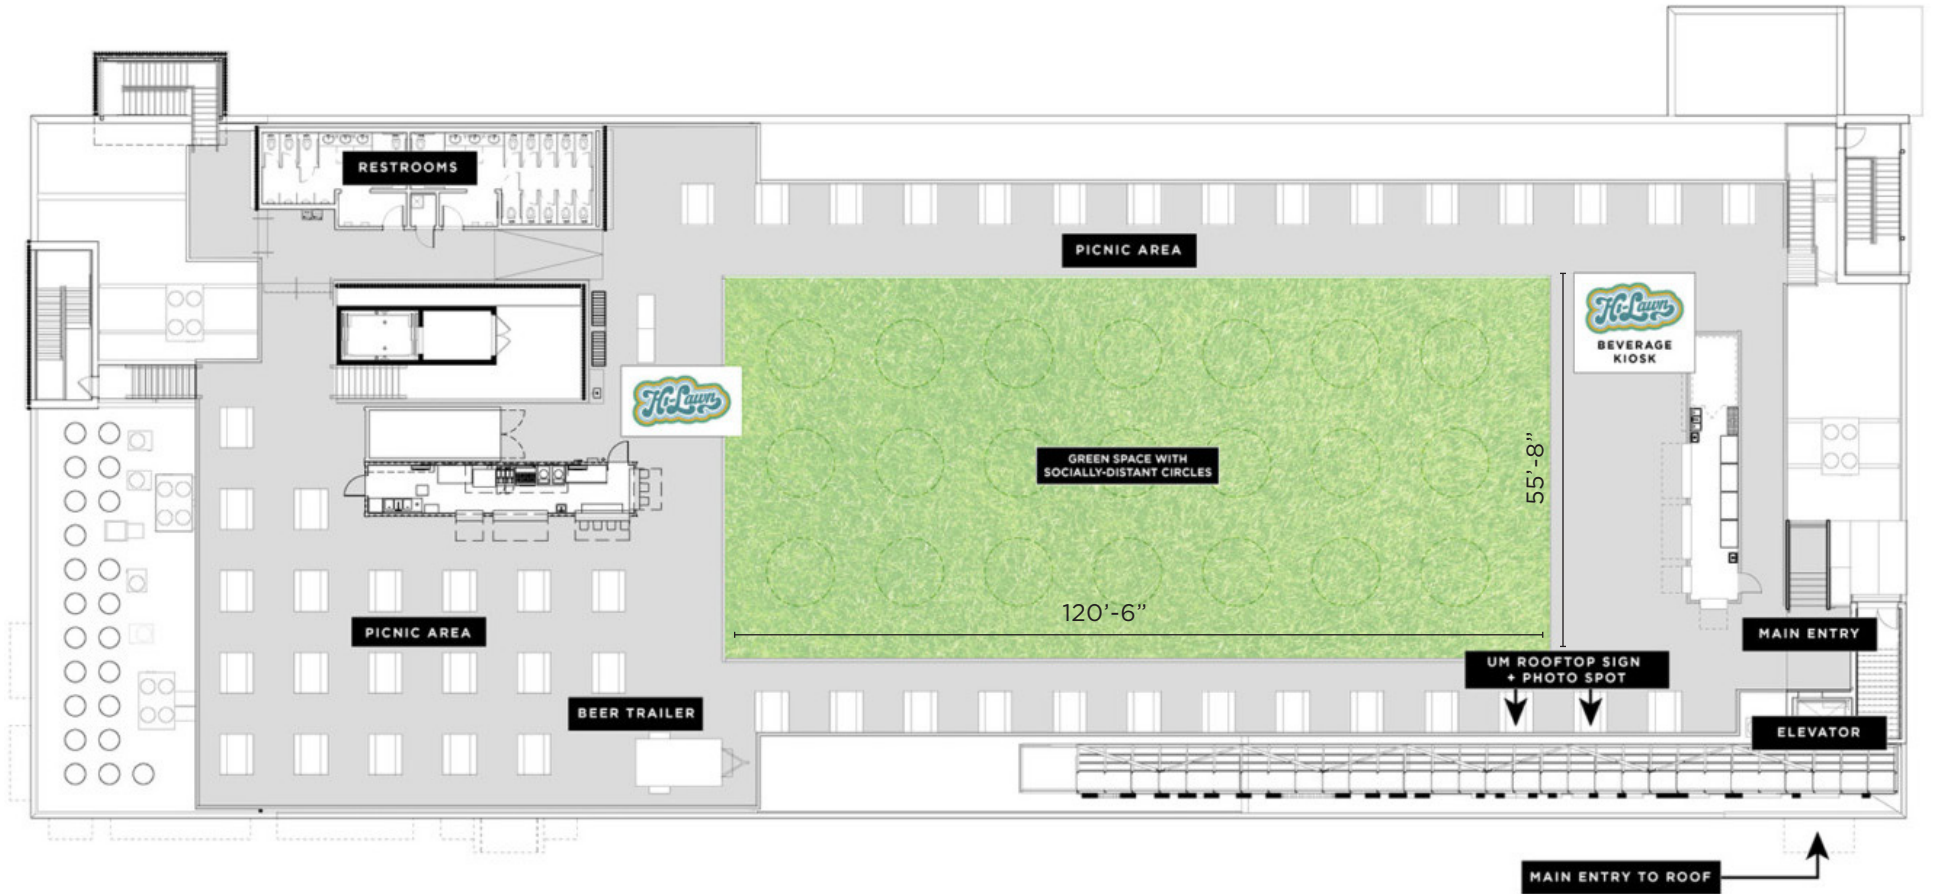 RESTROOMS
PICNIC AREA
Hi-Lawn
BEVERAGE
KIOSK
Hi-Lawn
GREEN SPACE WITH
SOCIALLY-DISTANT CIRCLES
55'-8”
120'-6”
PICNIC AREA
MAIN ENTRY
UM ROOFTOP SIGN
+ PHOTO SPOT
BEER TRAILER
ELEVATOR
MAIN ENTRY TO ROOF